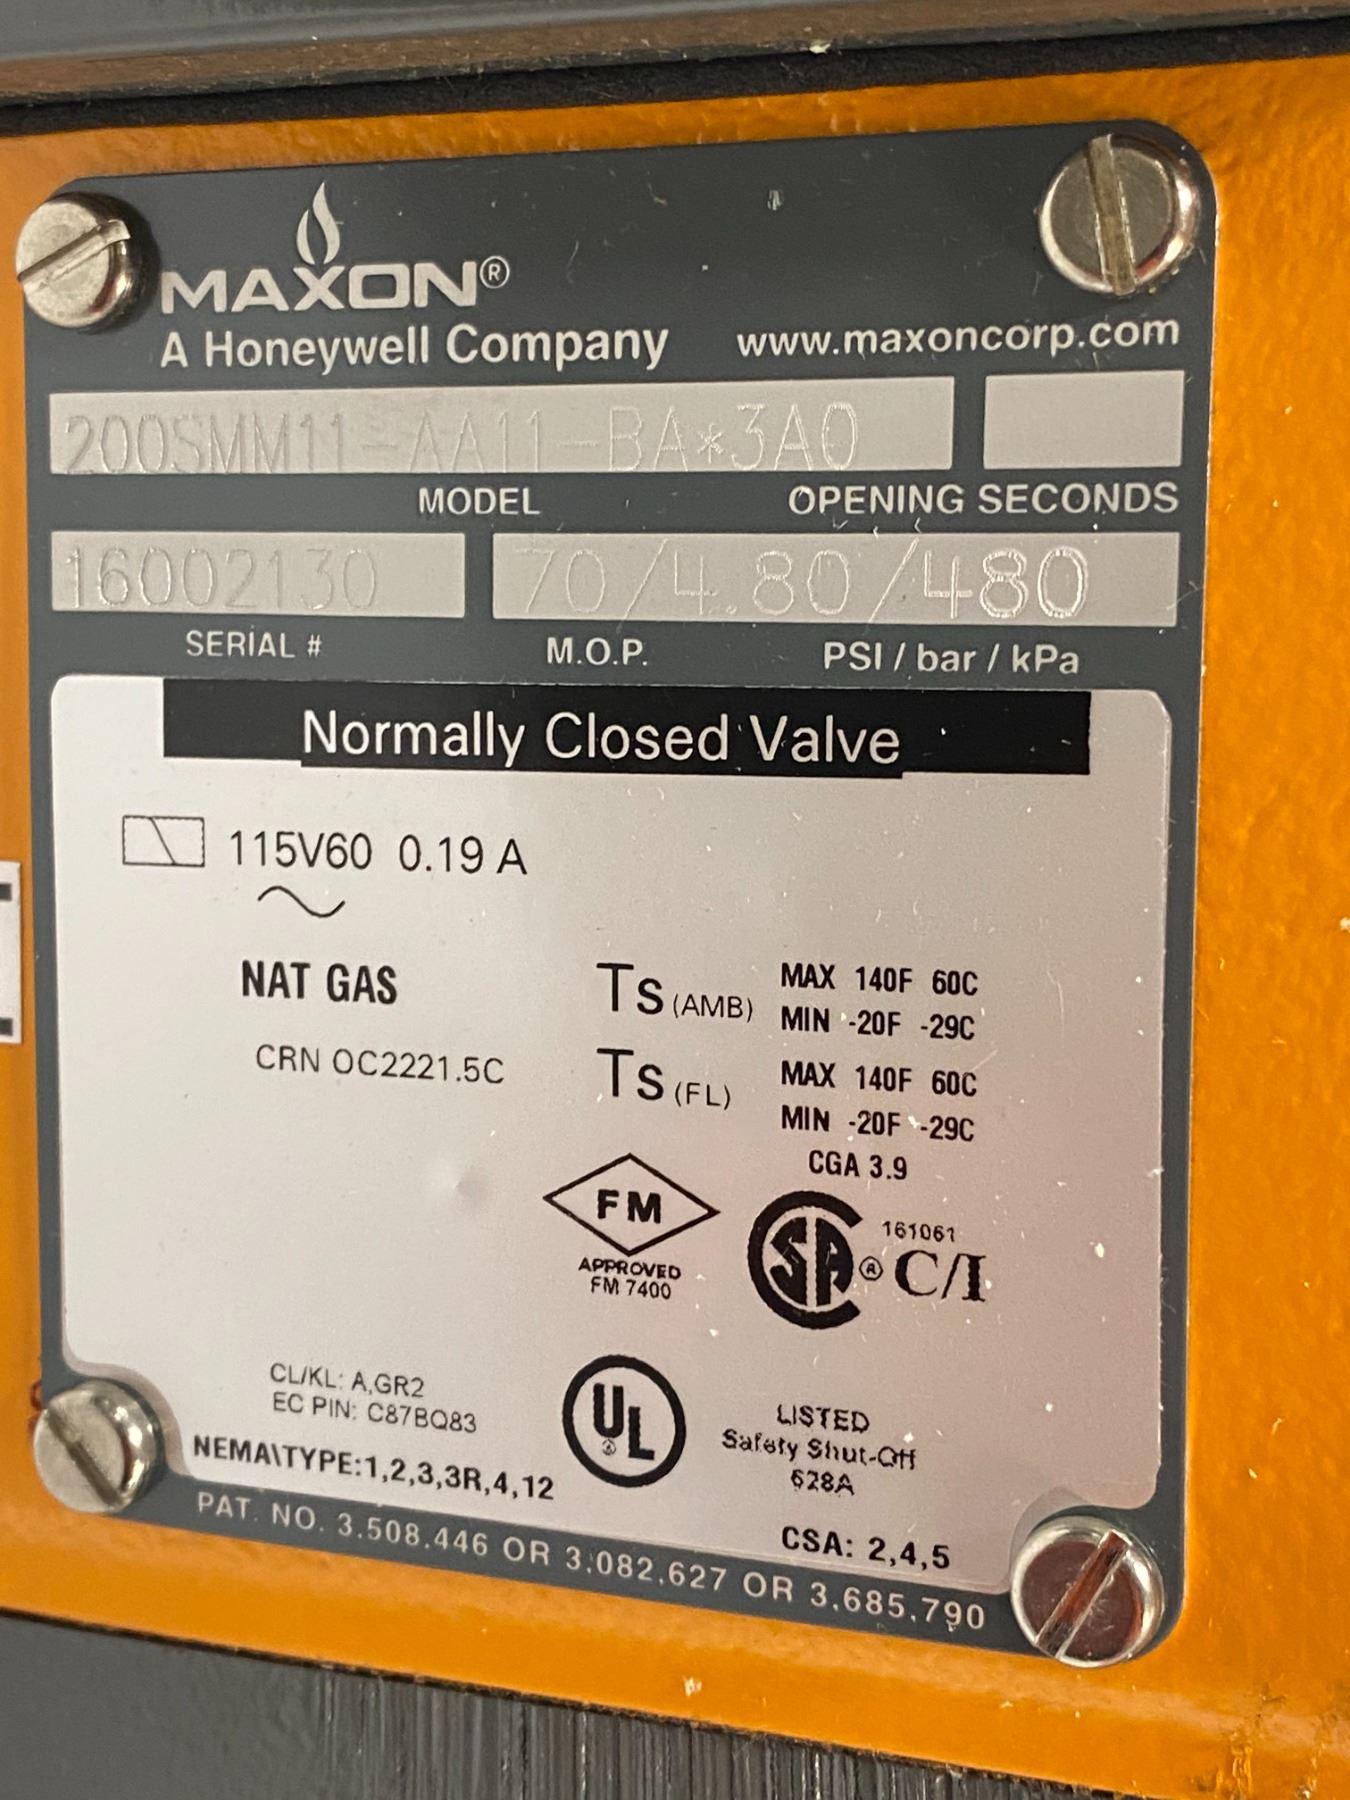 MAXON®
A Honeywell Company www.maxoncorp.com
200SMM11-AA11-BA*3A0
MODEL OPENING SECONDS
16002130 70/4.80/480
SERIAL # M.O.P. PSI / bar / kPa
Normally Closed Valve
115V60 0.19 A
NAT GAS
CRN OC2221.5C
Ts (AMB) MAX 140F 60C
MIN -20F -29C
Ts (FL) MAX 140F 60C
MIN -20F -29C
CGA 3.9
FM
APPROVED
FM 7400
SA® 161061
C/I
CL/KL: A,GR2
EC PIN: C87BQ83
NEMA\TYPE:1,2,3,3R,4,12
UL
LISTED
Safety Shut-Off
628A
CSA: 2,4,5
PAT. NO. 3.508.446 OR 3.082.627 OR 3.685.790